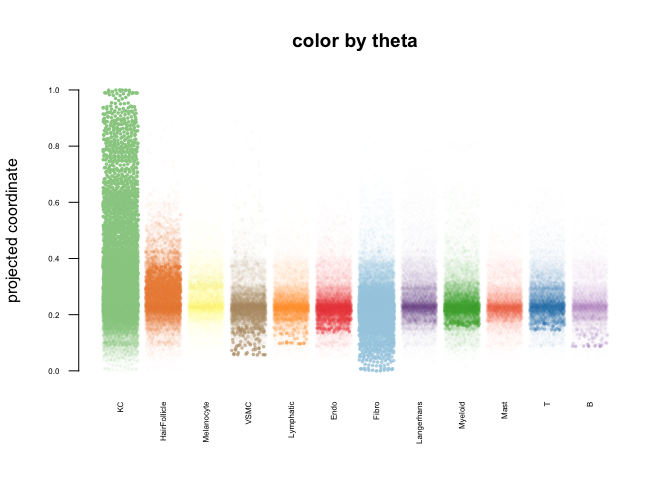 color by theta
projected coordinate
1.0
0.8
0.6
0.4
0.2
0.0
KC
HairFollicle
Melanocyte
VSMC
Lymphatic
Endo
Fibro
Langerhans
Myeloid
Mast
T
B